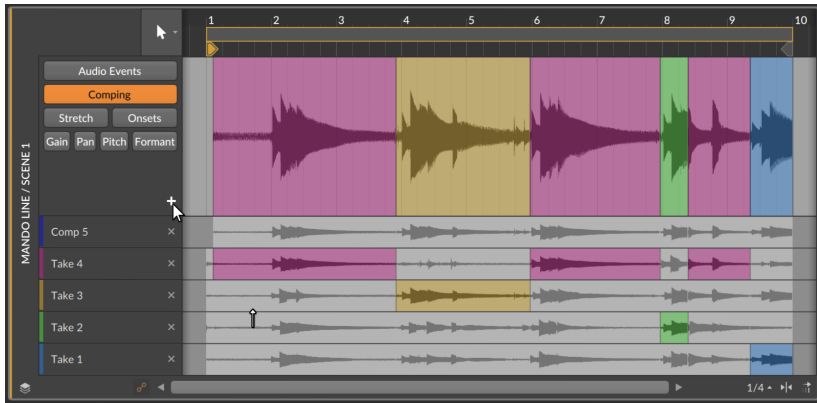 1 2 3 4 5 6 7 8 9 10
Audio Events
Comping
Stretch Onsets
Gain Pan Pitch Formant
MANDO LINE / SCENE 1
Comp 5
Take 4
Take 3
Take 2
Take 1
1/4